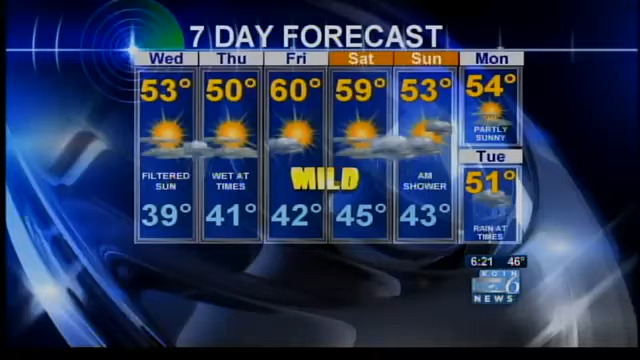 7 DAY FORECAST
Wed Thu Fri Sat Sun Mon
53° 50° 60° 59° 53° 54°
PARTLY
SUNNY
Tue
51°
FILTERED
SUN
WET AT
TIMES
MILD
AM
SHOWER
RAIN AT
TIMES
39° 41° 42° 45° 43°
6:21 46°
KOIN
6
NEWS